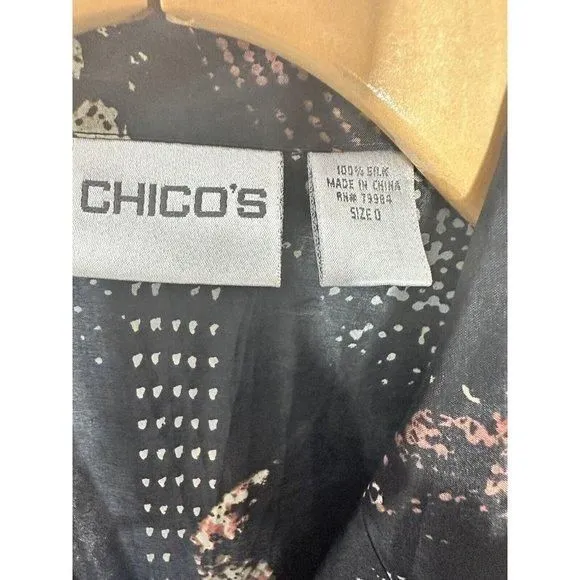 CHICO'S
100% SILK
MADE IN CHINA
RN# 79984
SIZE 0